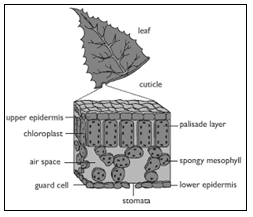 leaf
cuticle
upper epidermis
palisade layer
chloroplast
air space
spongy mesophyll
guard cell
lower epidermis
stomata